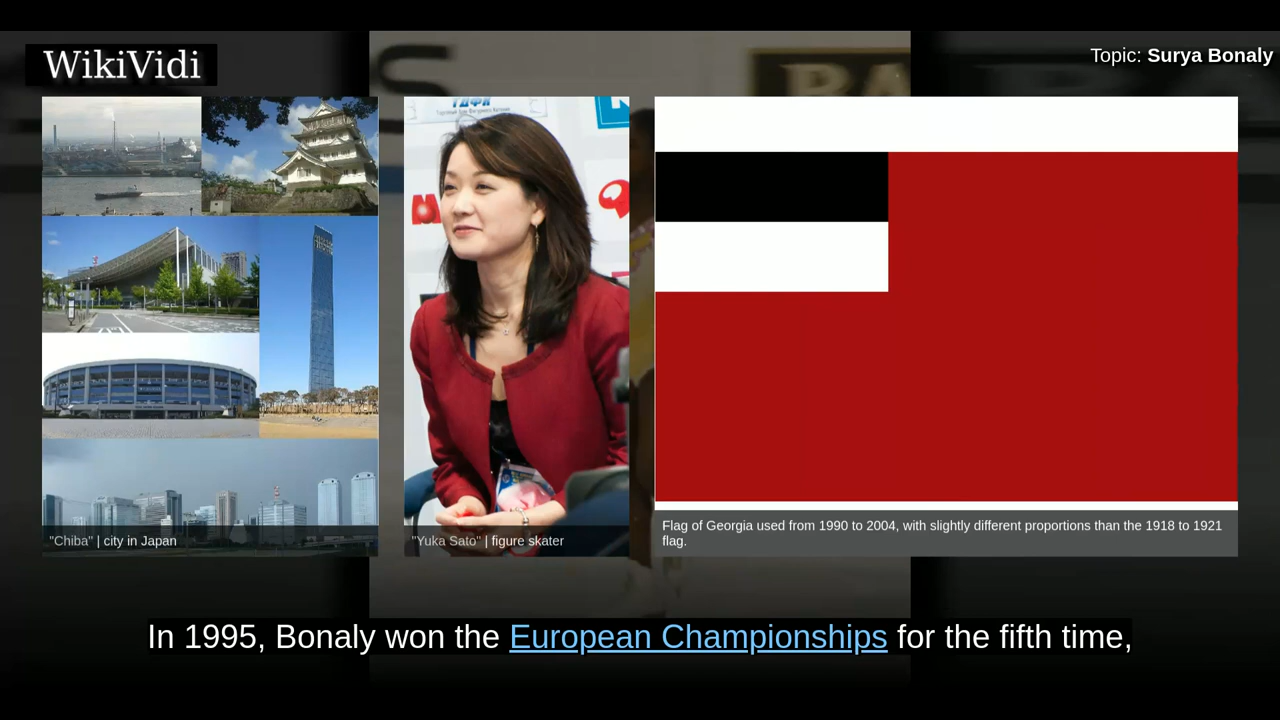 WikiVidi
Topic: Surya Bonaly
"Chiba" | city in Japan
"Yuka Sato" | figure skater
Flag of Georgia used from 1990 to 2004, with slightly different proportions than the 1918 to 1921
flag.
In 1995, Bonaly won the European Championships for the fifth time,